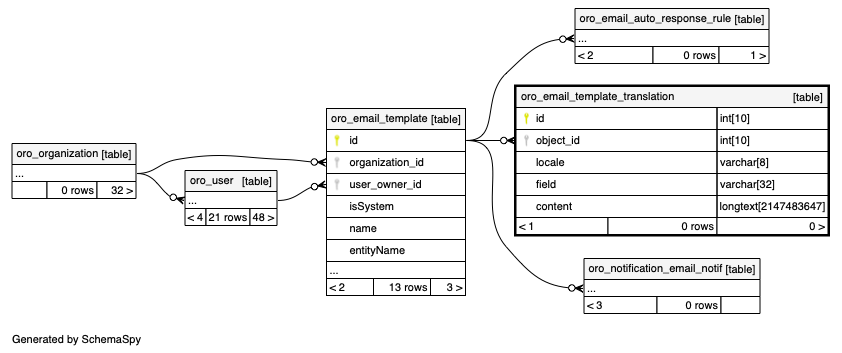 oro_email_auto_response_rule [table]
...
< 2 0 rows 1 >
oro_email_template_translation [table]
id int[10]
object_id int[10]
locale varchar[8]
field varchar[32]
content longtext[2147483647]
< 1 0 rows 0 >
oro_email_template [table]
id
organization_id
user_owner_id
isSystem
name
entityName
...
< 2 13 rows 3 >
oro_organization [table]
...
0 rows 32 >
oro_user [table]
...
< 4 21 rows 48 >
oro_notification_email_notif [table]
...
< 3 0 rows
Generated by SchemaSpy